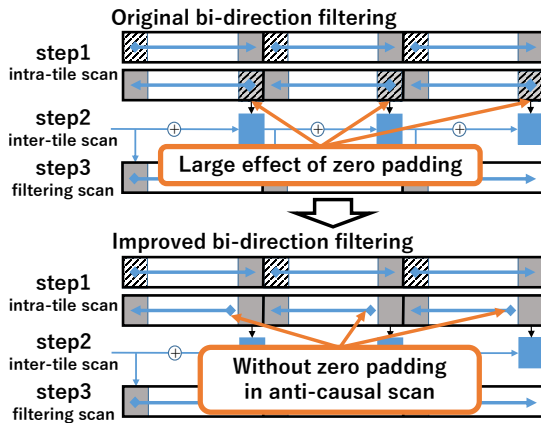 Original bi-direction filtering
step1
intra-tile scan
step2
inter-tile scan
Large effect of zero padding
step3
filtering scan
Improved bi-direction filtering
step1
intra-tile scan
step2
inter-tile scan
Without zero padding
in anti-causal scan
step3
filtering scan